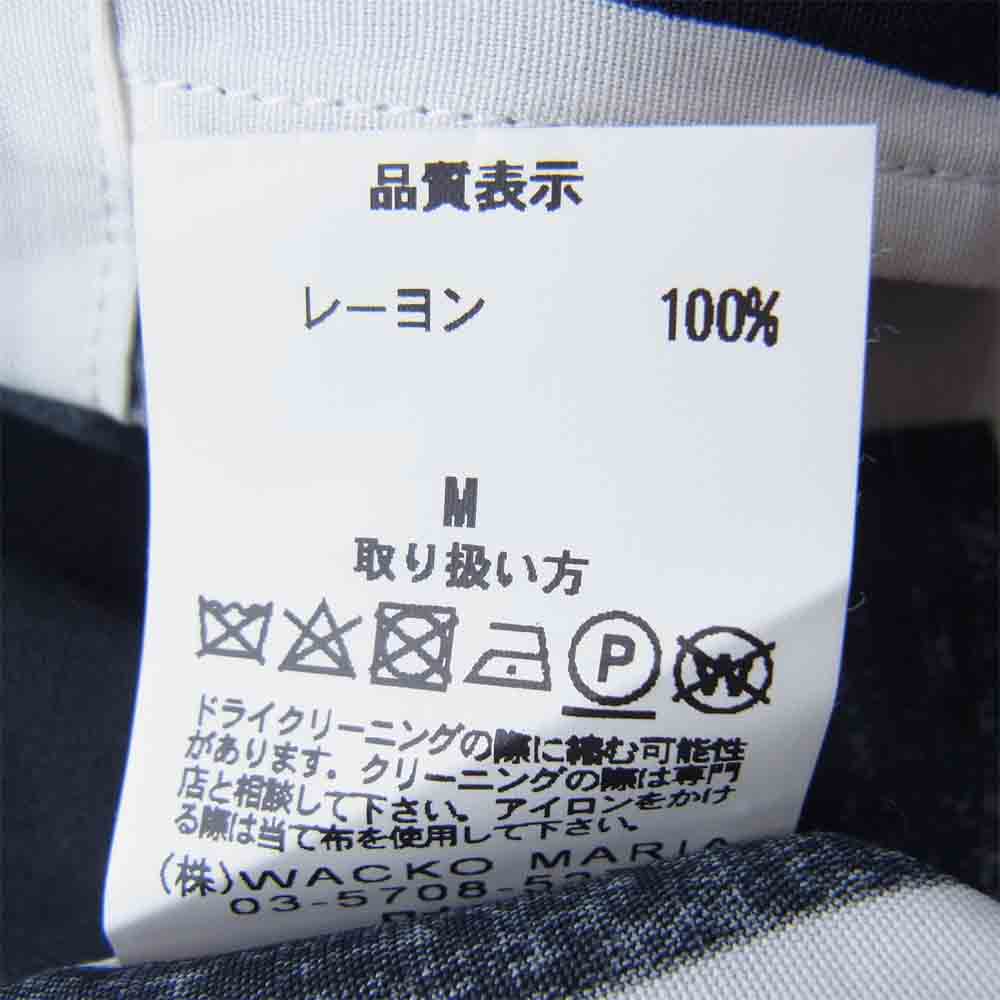 品質表示
レーヨン 100%
M
取り扱い方
P W
ドライクリーニングの際に縮む可能性
があります.クリーニングの際は専門
店と相談して下さい.アイロンをかけ
る際は当て布を使用して下さい.
(株)WACKO MARIA
03-5708-52